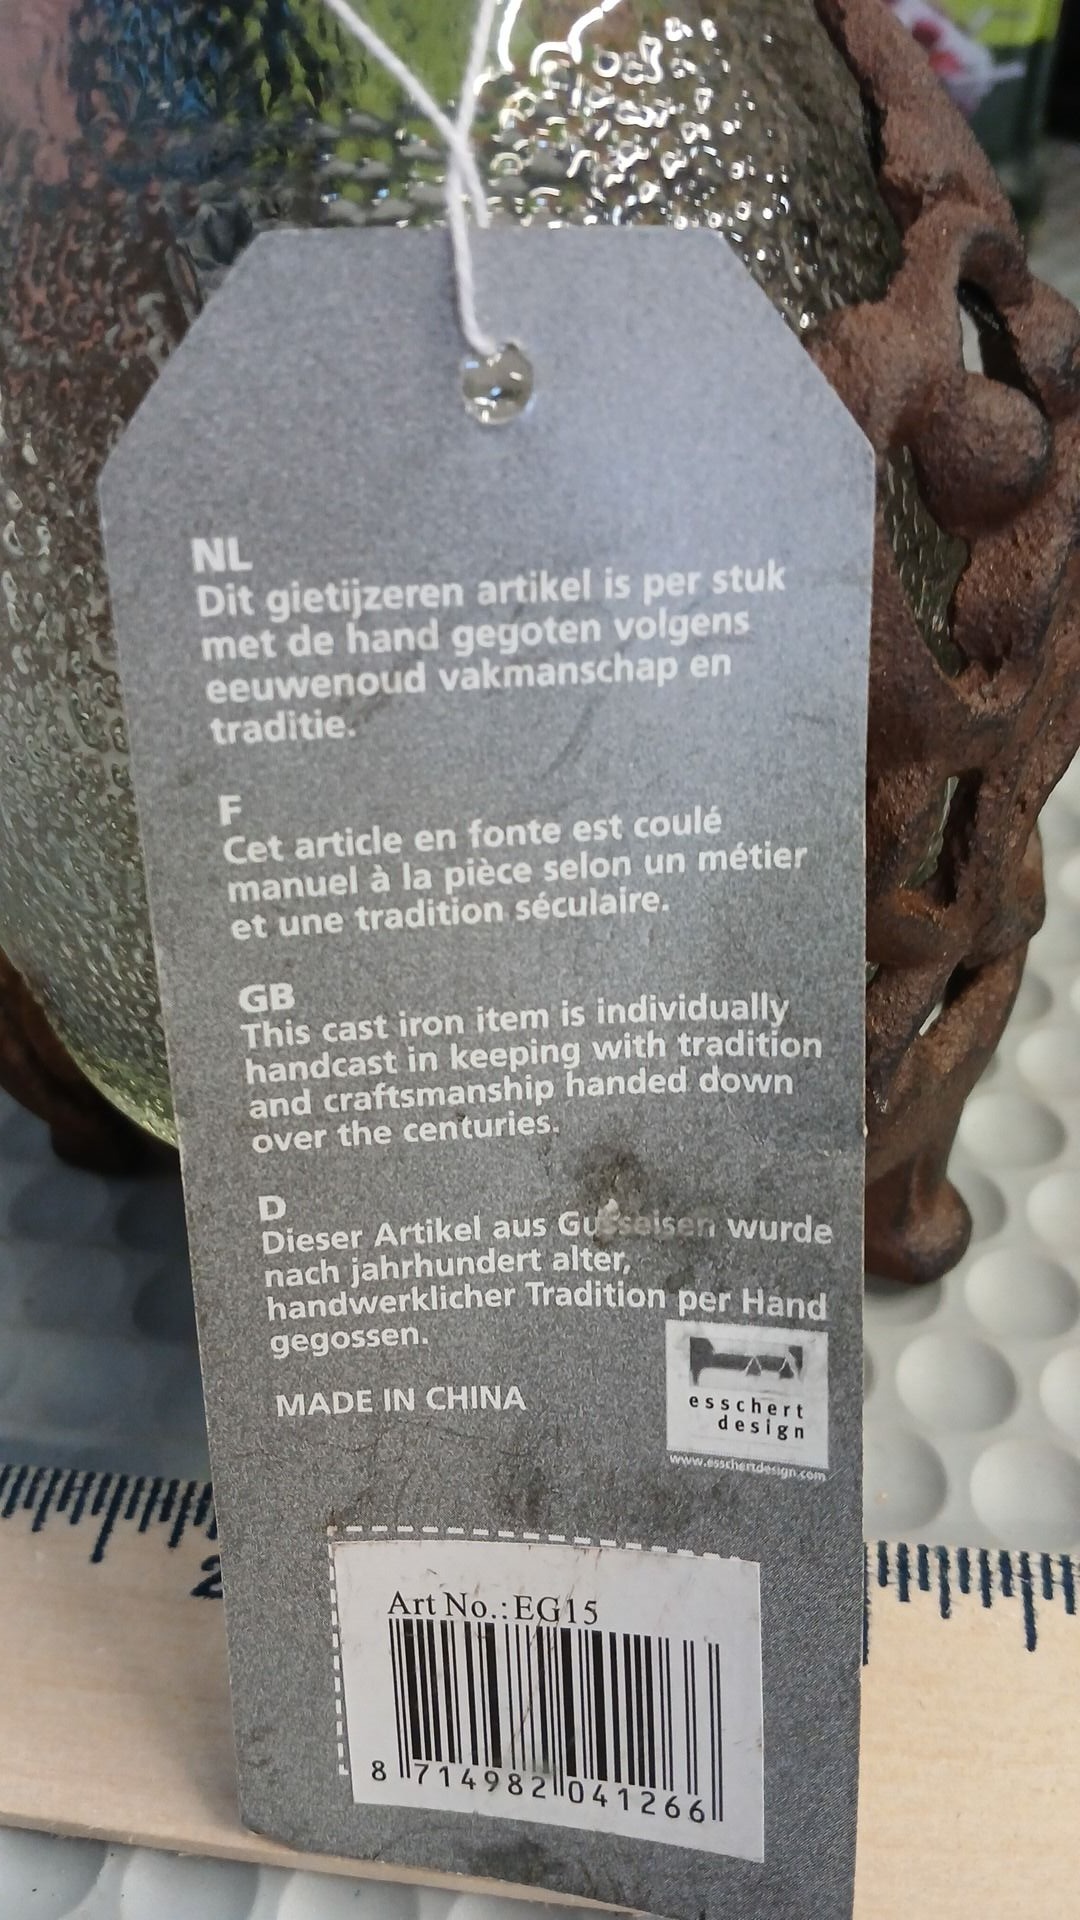 NL
Dit gietijzeren artikel is per stuk
met de hand gegoten volgens
eeuwenoud vakmanschap en
traditie.
F
Cet article en fonte est coulé
manuel à la pièce selon un métier
et une tradition séculaire.
GB
This cast iron item is individually
handcast in keeping with tradition
and craftsmanship handed down
over the centuries.
D
Dieser Artikel aus Gusseisen wurde
nach jahrhundert alter,
handwerklicher Tradition per Hand
gegossen.
MADE IN CHINA
esschert
design
www.esschertdesign.com
2
Art No.:EG15
8 714982 041266